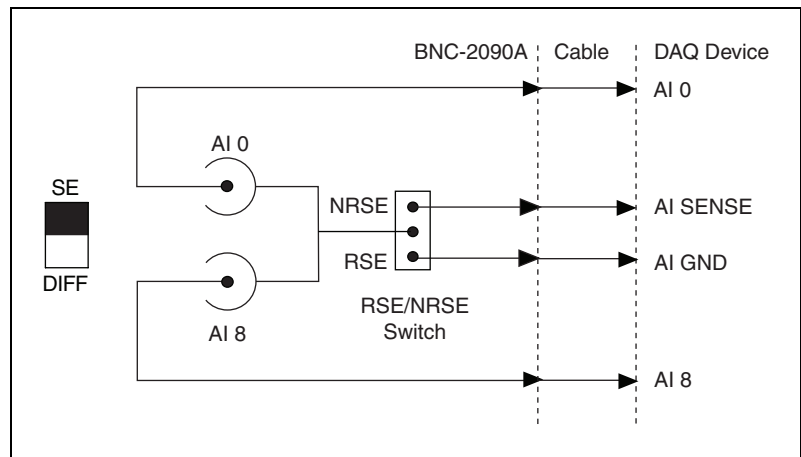 BNC-2090A Cable DAQ Device
AI 0
AI 0
SE
NRSE
AI SENSE
RSE
AI GND
DIFF
RSE/NRSE
Switch
AI 8
AI 8